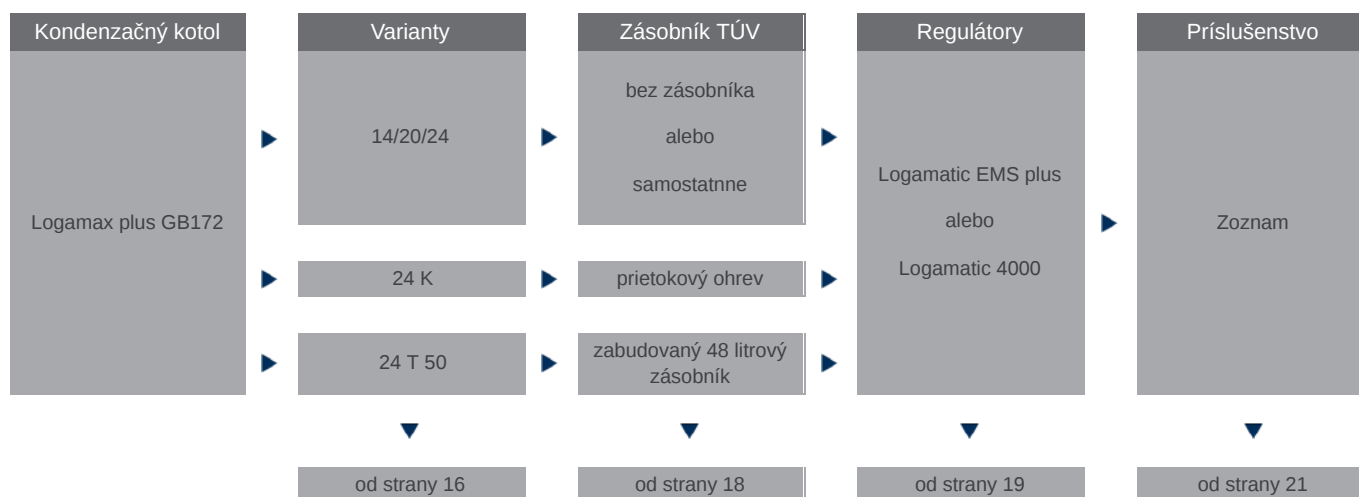 Kondenzačný kotol
Varianty
Zásobník TÚV
Regulátory
Príslušenstvo
Logamax plus GB172
14/20/24
bez zásobníka
alebo
samostatnne
Logamatic EMS plus
alebo
Logamatic 4000
Zoznam
24 K
prietokový ohrev
24 T 50
zabudovaný 48 litrový
zásobník
od strany 16
od strany 18
od strany 19
od strany 21